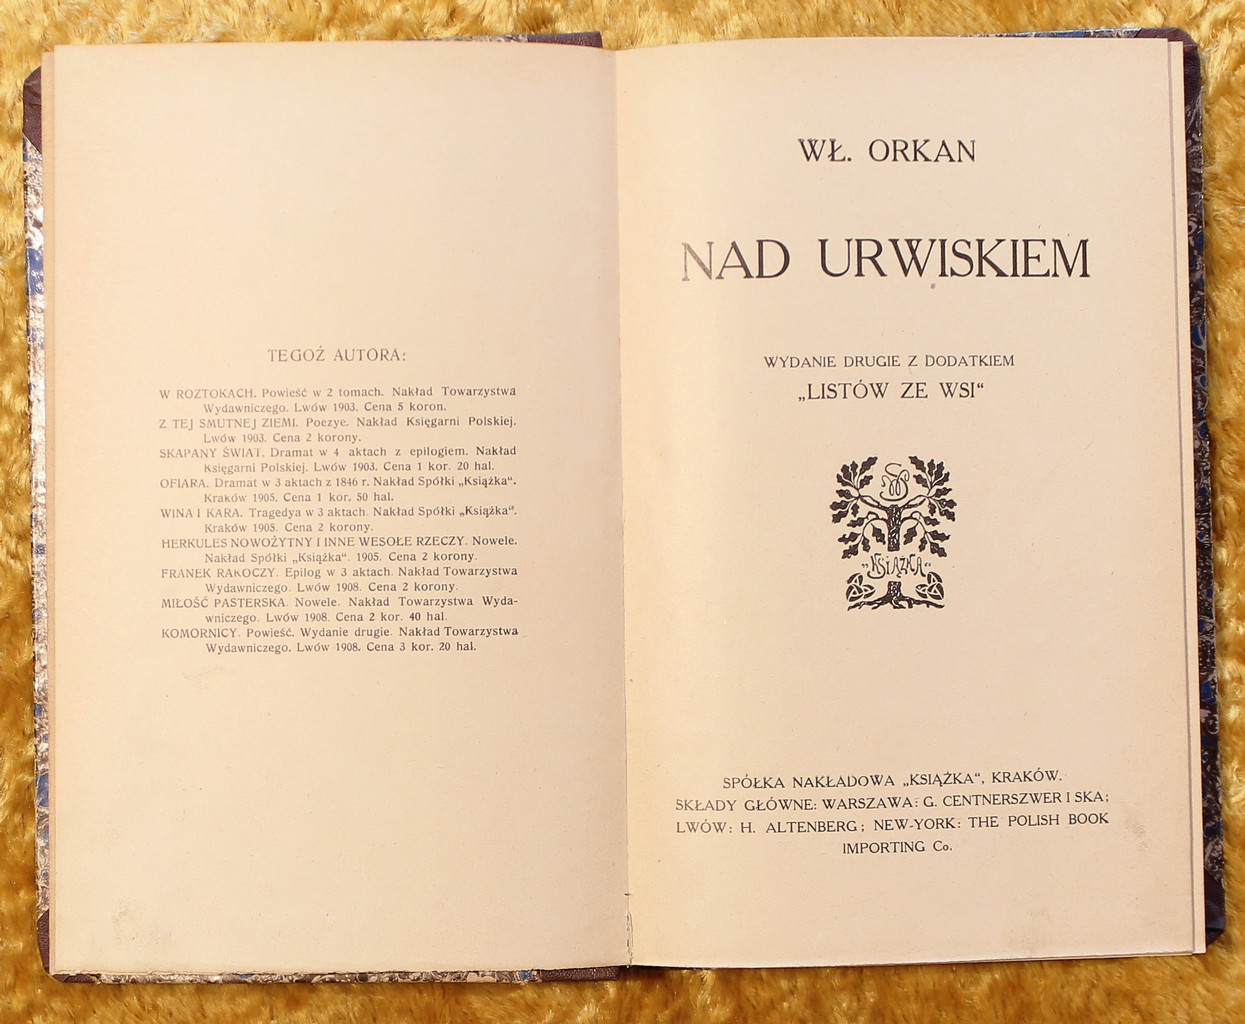 TEGOŻ AUTORA:
W ROZTOKACH. Powieść w 2 tomach. Nakład Towarzystwa
Wydawniczego. Lwów 1903. Cena 5 koron.
Z TEJ SMUTNEJ ZIEMI. Poezye. Nakład Księgarni Polskiej.
Lwów 1903. Cena 2 korony.
SKAPANY ŚWIAT. Dramat w 4 aktach z epilogiem. Nakład
Księgarni Polskiej. Lwów 1903. Cena 1 kor. 20 hal.
OFIARA. Dramat w 3 aktach z 1846 r. Nakład Spółki „Książka“.
Kraków 1905. Cena 1 kor. 50 hal.
WINA I KARA. Tragedya w 3 aktach. Nakład Spółki „Książka“.
Kraków 1905. Cena 2 korony.
HERKULES NOWOŻYTNY I INNE WESOŁE RZECZY. Nowele.
Nakład Spółki „Książka“. 1905. Cena 2 korony.
FRANEK RAKOCZY. Epilog w 3 aktach. Nakład Towarzystwa
Wydawniczego. Lwów 1908. Cena 2 korony.
MIŁOŚĆ PASTERSKA. Nowele. Nakład Towarzystwa Wyda-
wniczego. Lwów 1908. Cena 2 kor. 40 hal.
KOMORNICY. Powieść. Wydanie drugie. Nakład Towarzystwa
Wydawniczego. Lwów 1908. Cena 3 kor. 20 hal.
WŁ. ORKAN
NAD URWISKIEM
WYDANIE DRUGIE Z DODATKIEM
„LISTÓW ZE WSI“
„KSIĄŻKA“
SPÓŁKA NAKŁADOWA „KSIĄŻKA“, KRAKÓW.
SKŁADY GŁÓWNE: WARSZAWA: G. CENTNERSZWER I SKA;
LWÓW: H. ALTENBERG; NEW-YORK: THE POLISH BOOK
IMPORTING Co.